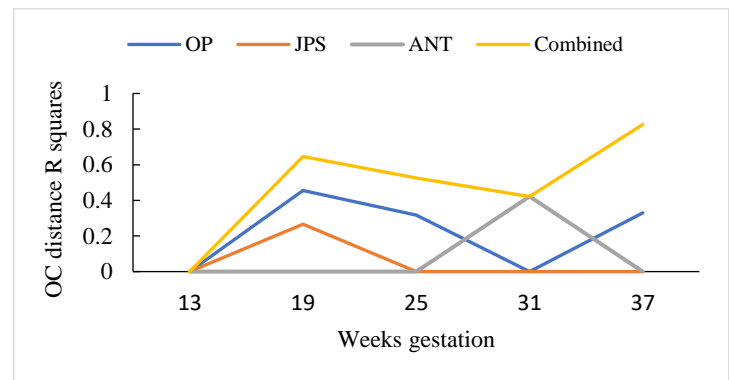 OP JPS ANT Combined
OC distance R squares
1
0.8
0.6
0.4
0.2
0
13 19 25 31 37
Weeks gestation